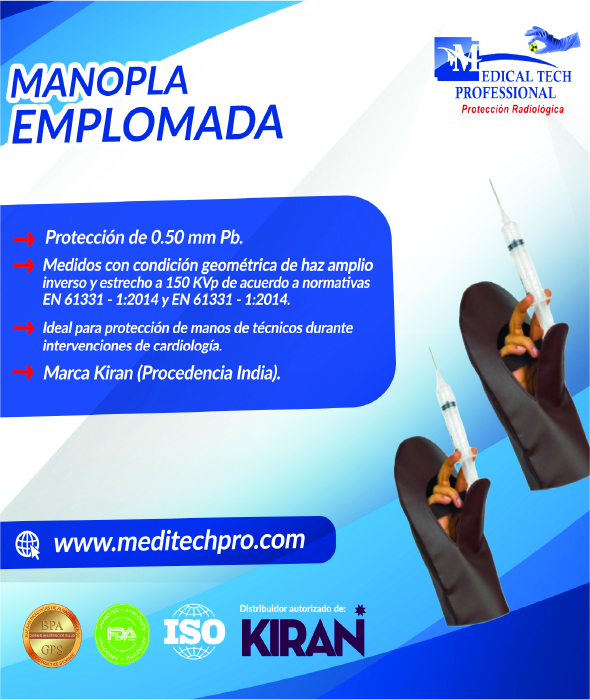 MANOPLA
EMPLOMADA
MEDICAL TECH
PROFESSIONAL
Protección Radiológica
Protección de 0.50 mm Pb.
Medidos con condición geométrica de haz amplio
inverso y estrecho a 150 KVp de acuerdo a normativas
EN 61331 - 1:2014 y EN 61331 - 1:2014.
Ideal para protección de manos de técnicos durante
intervenciones de cardiología.
Marca Kiran (Procedencia India).
www.meditechpro.com
BPA
GPS
FDA
ISO
Distribuidor autorizado de:
KIRAN